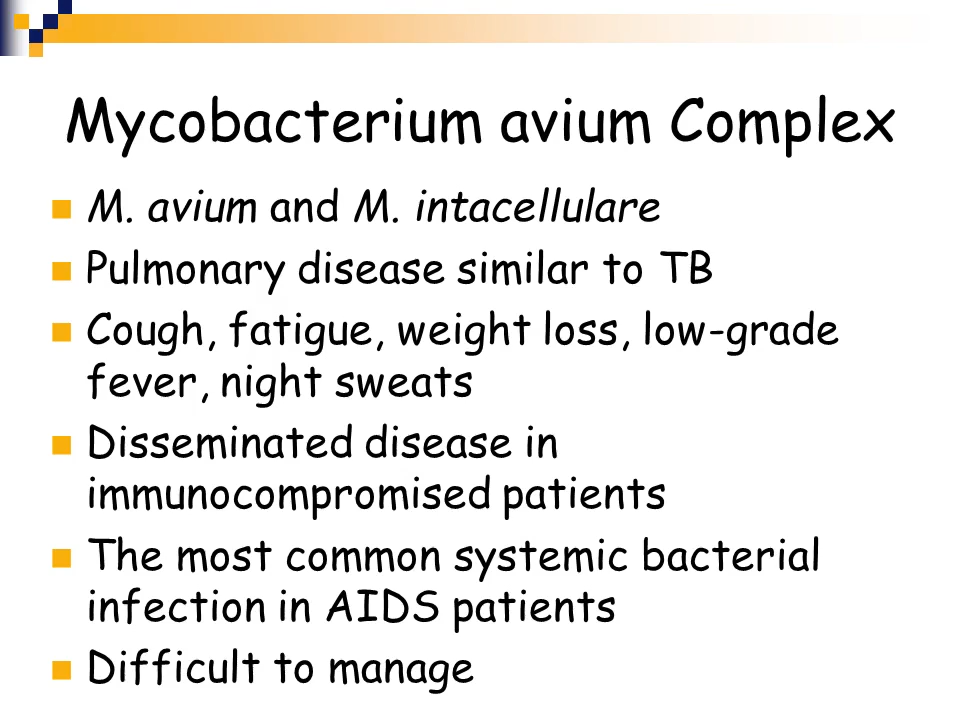 Mycobacterium avium Complex
M. avium and M. intacellulare
Pulmonary disease similar to TB
Cough, fatigue, weight loss, low-grade
fever, night sweats
Disseminated disease in
immunocompromised patients
The most common systemic bacterial
infection in AIDS patients
Difficult to manage